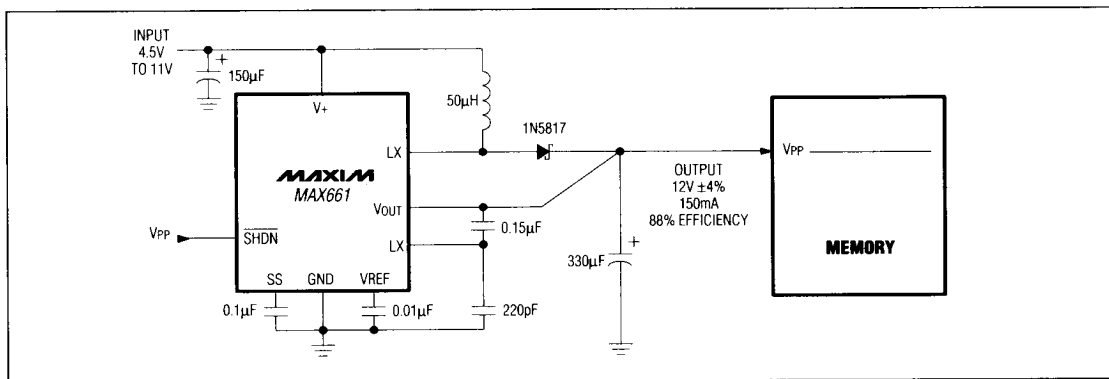 INPUT
4.5V
TO 11V
+
150µF
V+
50µH
1N5817
LX
MAXIM
MAX661
VOUT
0.15µF
LX
VPP
SHDN
SS
GND
VREF
0.1µF
0.01µF
220pF
OUTPUT
12V ±4%
150mA
88% EFFICIENCY
+
330µF
VPP
MEMORY